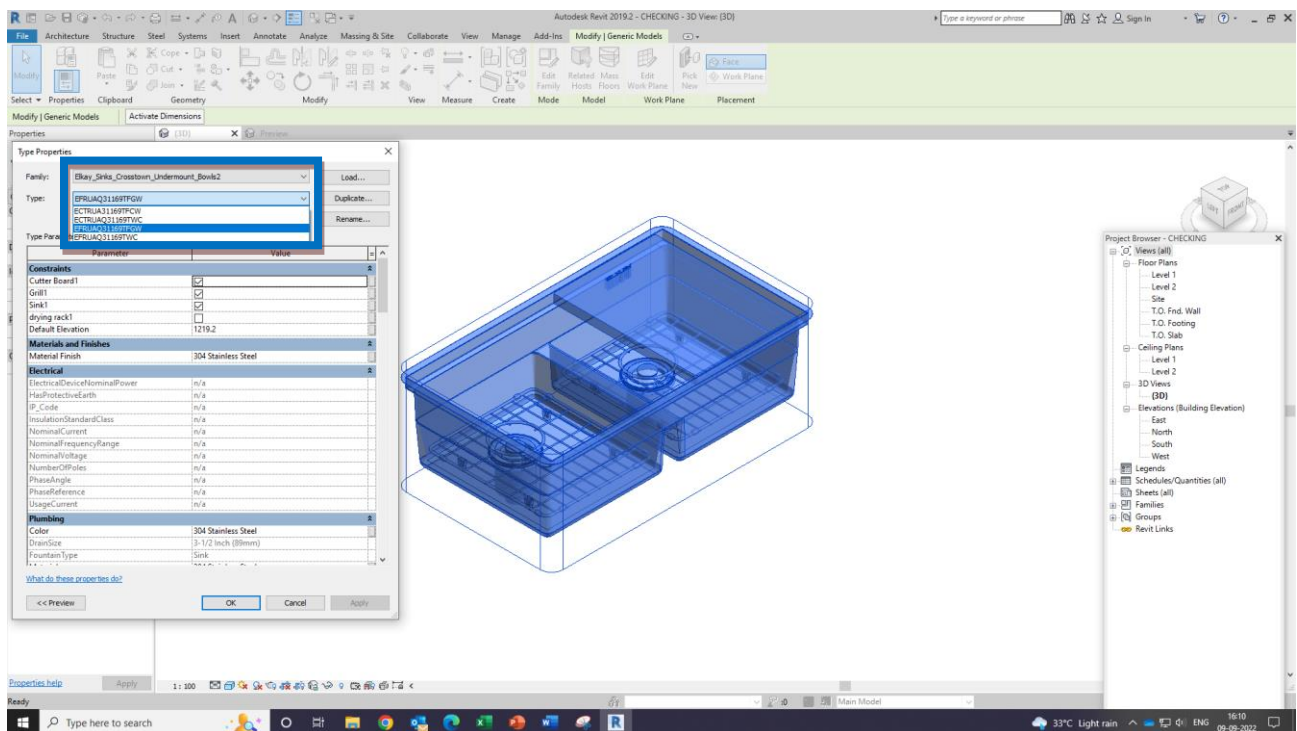 Autodesk Revit 2019.2 - CHECKING - 3D View: {3D}
Type a keyword or phrase
Sign In
File Architecture Structure Steel Systems Insert Annotate Analyze Massing & Site Collaborate View Manage Add-Ins Modify | Generic Models
Modify
Paste
Cope
Cut
Join
Edit Family
Related Hosts
Mass Floors
Edit Work Plane
Pick New
Face
Work Plane
Select Properties Clipboard Geometry Modify View Measure Create Mode Model Work Plane Placement
Modify | Generic Models Activate Dimensions
Properties
{3D}
Preview
Type Properties
Family: Elkay_Sinks_Crosstown_Undermount_Bowls2 Load...
Type: EFRUAQ31169TFGW Duplicate...
ECTRUA31169TFCW
ECTRUAQ31169TWC
EFRUAQ31169TFGW
EFRUAQ31169TWC
Rename...
Type Para
Parameter Value =
Constraints
Cutter Board1
Grill1
Sink1
drying rack1
Default Elevation 1219.2
Materials and Finishes
Material Finish 304 Stainless Steel
Electrical
ElectricalDeviceNominalPower n/a
HasProtectiveEarth n/a
IP_Code n/a
InsulationStandardClass n/a
NominalCurrent n/a
NominalFrequencyRange n/a
NominalVoltage n/a
NumberOfPoles n/a
PhaseAngle n/a
PhaseReference n/a
UsageCurrent n/a
Plumbing
Color 304 Stainless Steel
DrainSize 3-1/2 Inch (89mm)
FountainType Sink
What do these properties do?
<< Preview OK Cancel Apply
TOP
LEFT
FRONT
Project Browser - CHECKING
Views (all)
Floor Plans
Level 1
Level 2
Site
T.O. Fnd. Wall
T.O. Footing
T.O. Slab
Ceiling Plans
Level 1
Level 2
3D Views
{3D}
Elevations (Building Elevation)
East
North
South
West
Legends
Schedules/Quantities (all)
Sheets (all)
Families
Groups
Revit Links
Properties help Apply
1 : 100
Ready
:0
Main Model
Type here to search
33°C Light rain
ENG
16:10
09-09-2022